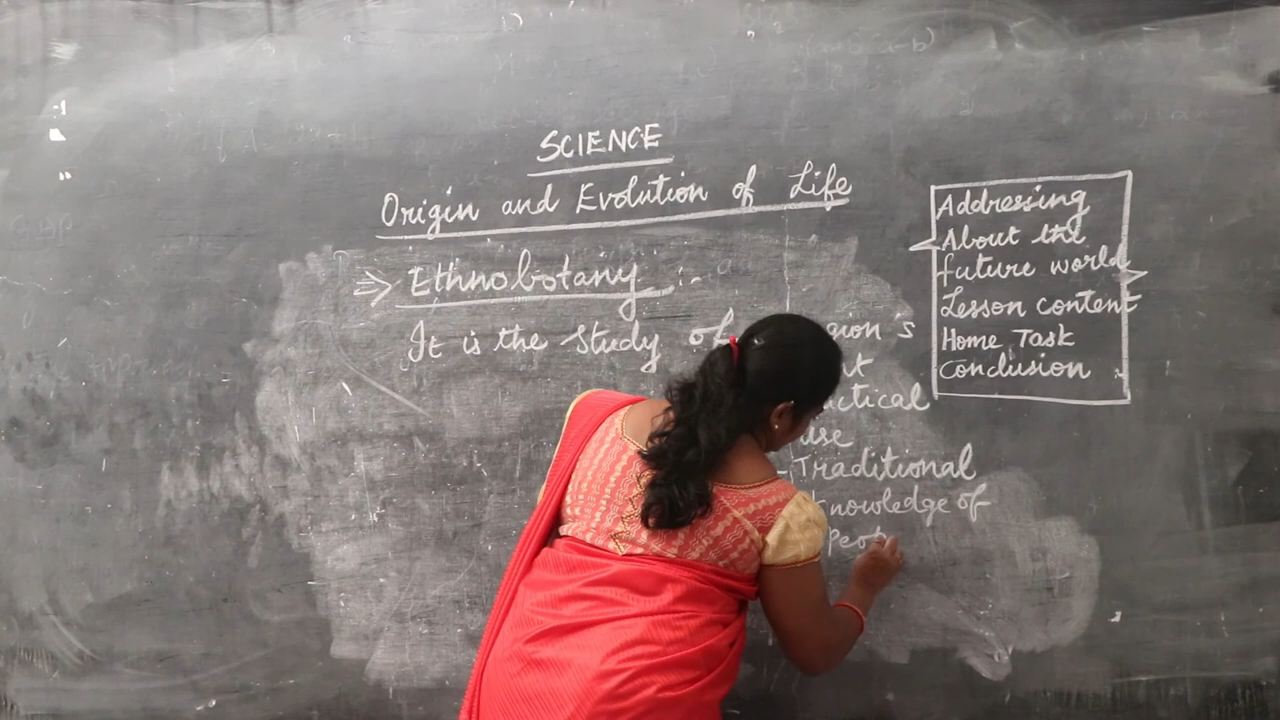 SCIENCE
Origin and Evolution of Life
⇒ Ethnobotany :-
It is the study of
Traditional
knowledge of
Addressing
About the
future world
Lesson content
Home Task
conclusion